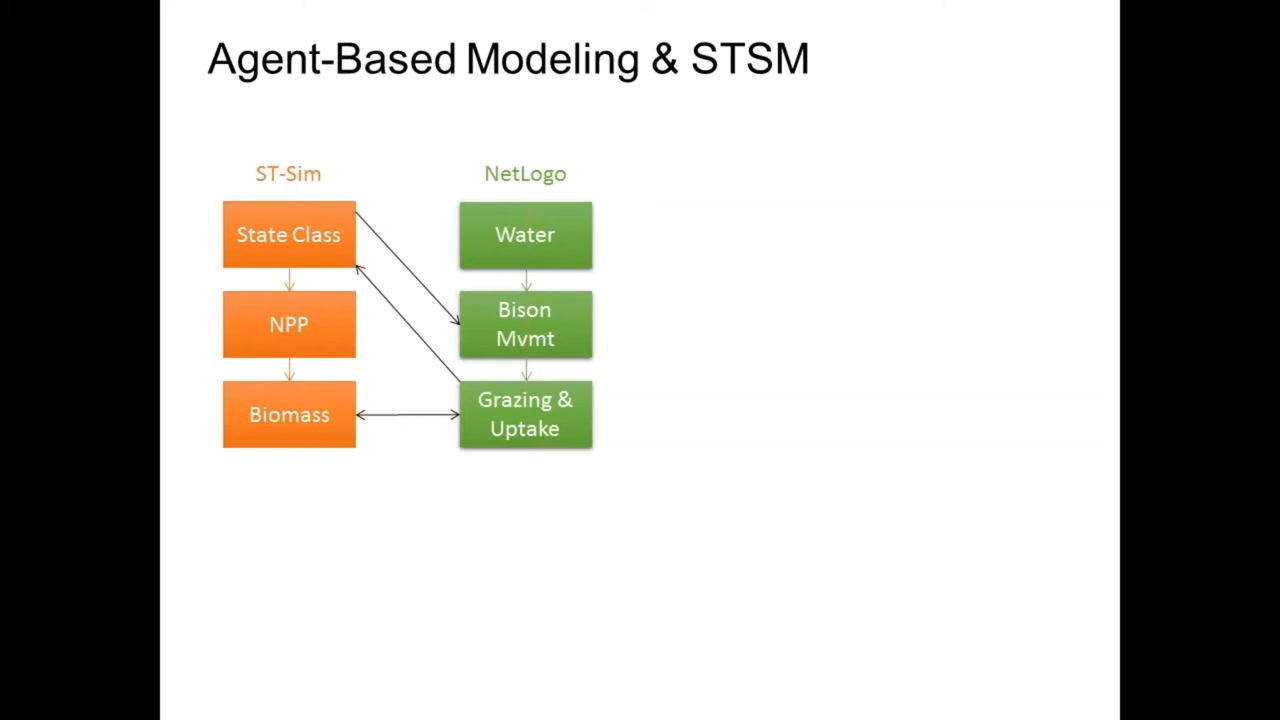 Agent-Based Modeling & STSM
ST-Sim
NetLogo
State Class
Water
NPP
Bison
Mvmt
Biomass
Grazing &
Uptake